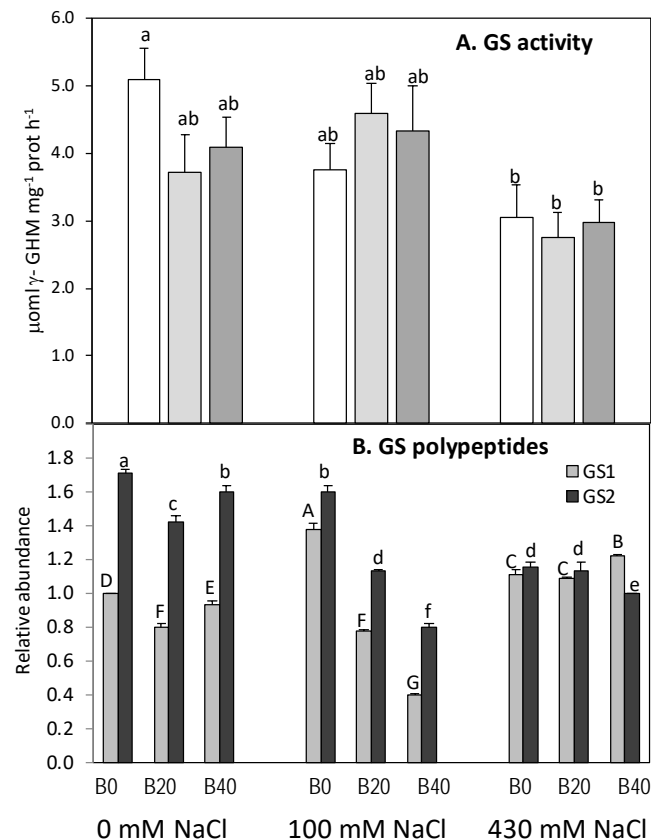 A. GS activity
μoml γ- GHM mg⁻¹ prot h⁻¹
6.0
5.0
4.0
3.0
2.0
1.0
0.0
a
ab
ab
ab
ab
ab
b
b
b
B. GS polypeptides
GS1
GS2
Relative abundance
1.8
1.6
1.4
1.2
1.0
0.8
0.6
0.4
0.2
0.0
D
a
F
c
E
b
A
b
F
d
G
f
C
d
C
d
B
e
B0 B20 B40 B0 B20 B40 B0 B20 B40
0 mM NaCl 100 mM NaCl 430 mM NaCl